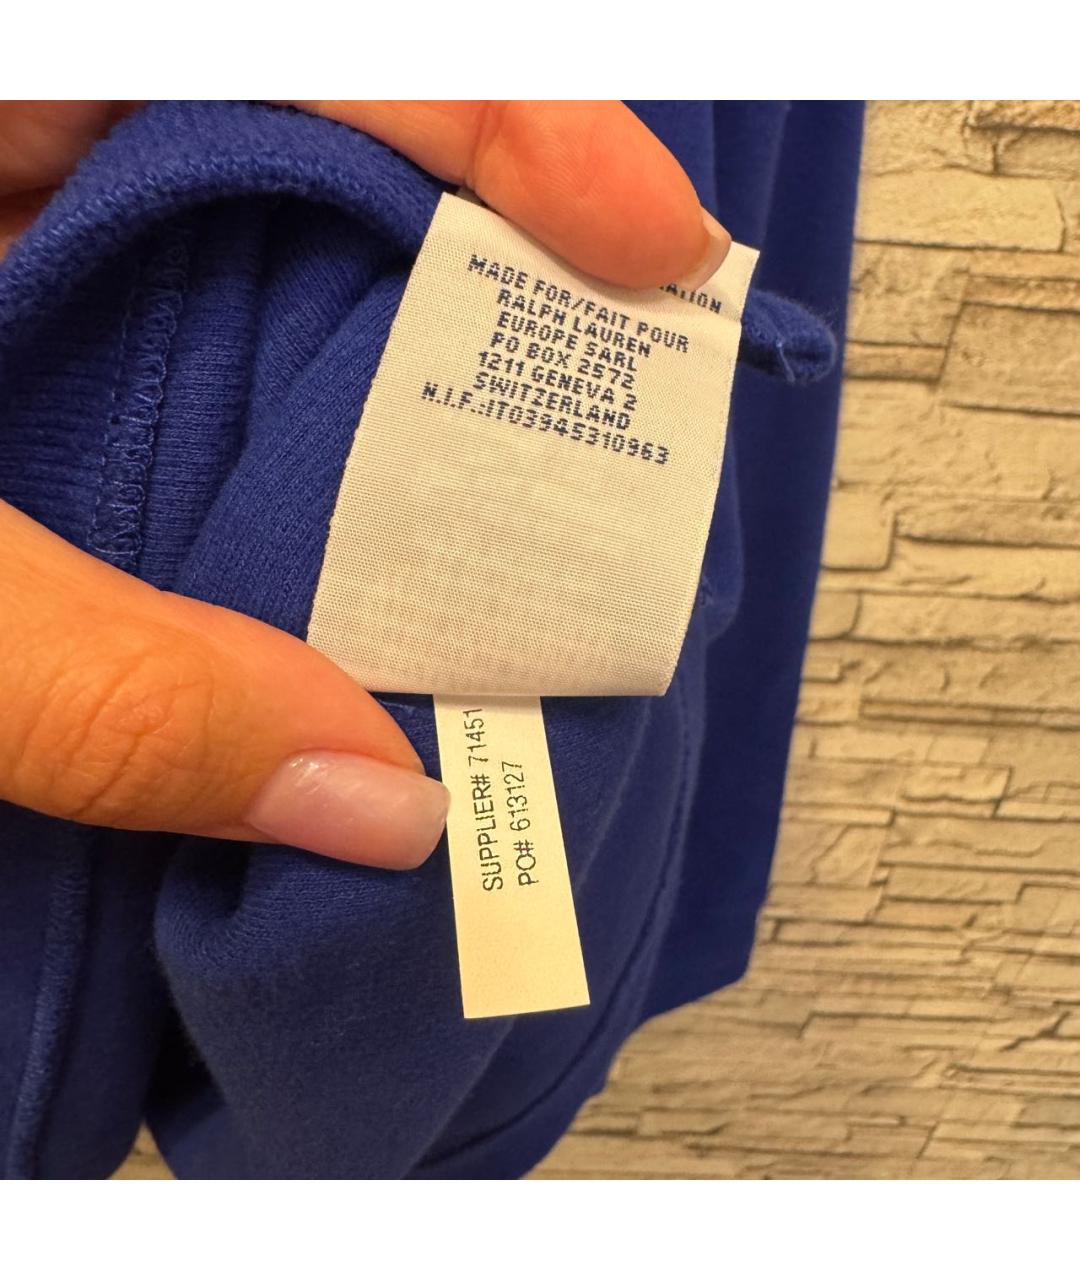 MADE FOR/FAIT POUR
RALPH LAUREN
EUROPE SARL
PO BOX 2572
1211 GENEVA 2
SWITZERLAND
N.I.F.:IT03945310963
SUPPLIER# 71451
PO# 613127